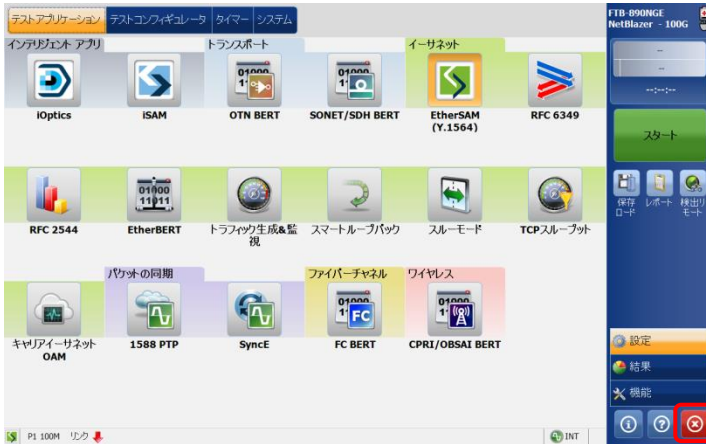 テストアプリケーション テストコンフィギュレータ タイマー システム
FTB-890NGE
NetBlazer - 100G
インテリジェント アプリ トランスポート イーサネット
--
--
--:--:--
iOptics iSAM OTN BERT SONET/SDH BERT EtherSAM (Y.1564) RFC 6349
スタート
保存 ロード レポート 検出リモート
RFC 2544 EtherBERT トラフィック生成&監視 スマートループバック スルーモード TCPスループット
パケットの同期 ファイバーチャネル ワイヤレス
FC
キャリアイーサネット OAM 1588 PTP SyncE FC BERT CPRI/OBSAI BERT
設定
結果
機能
P1 100M リンク INT